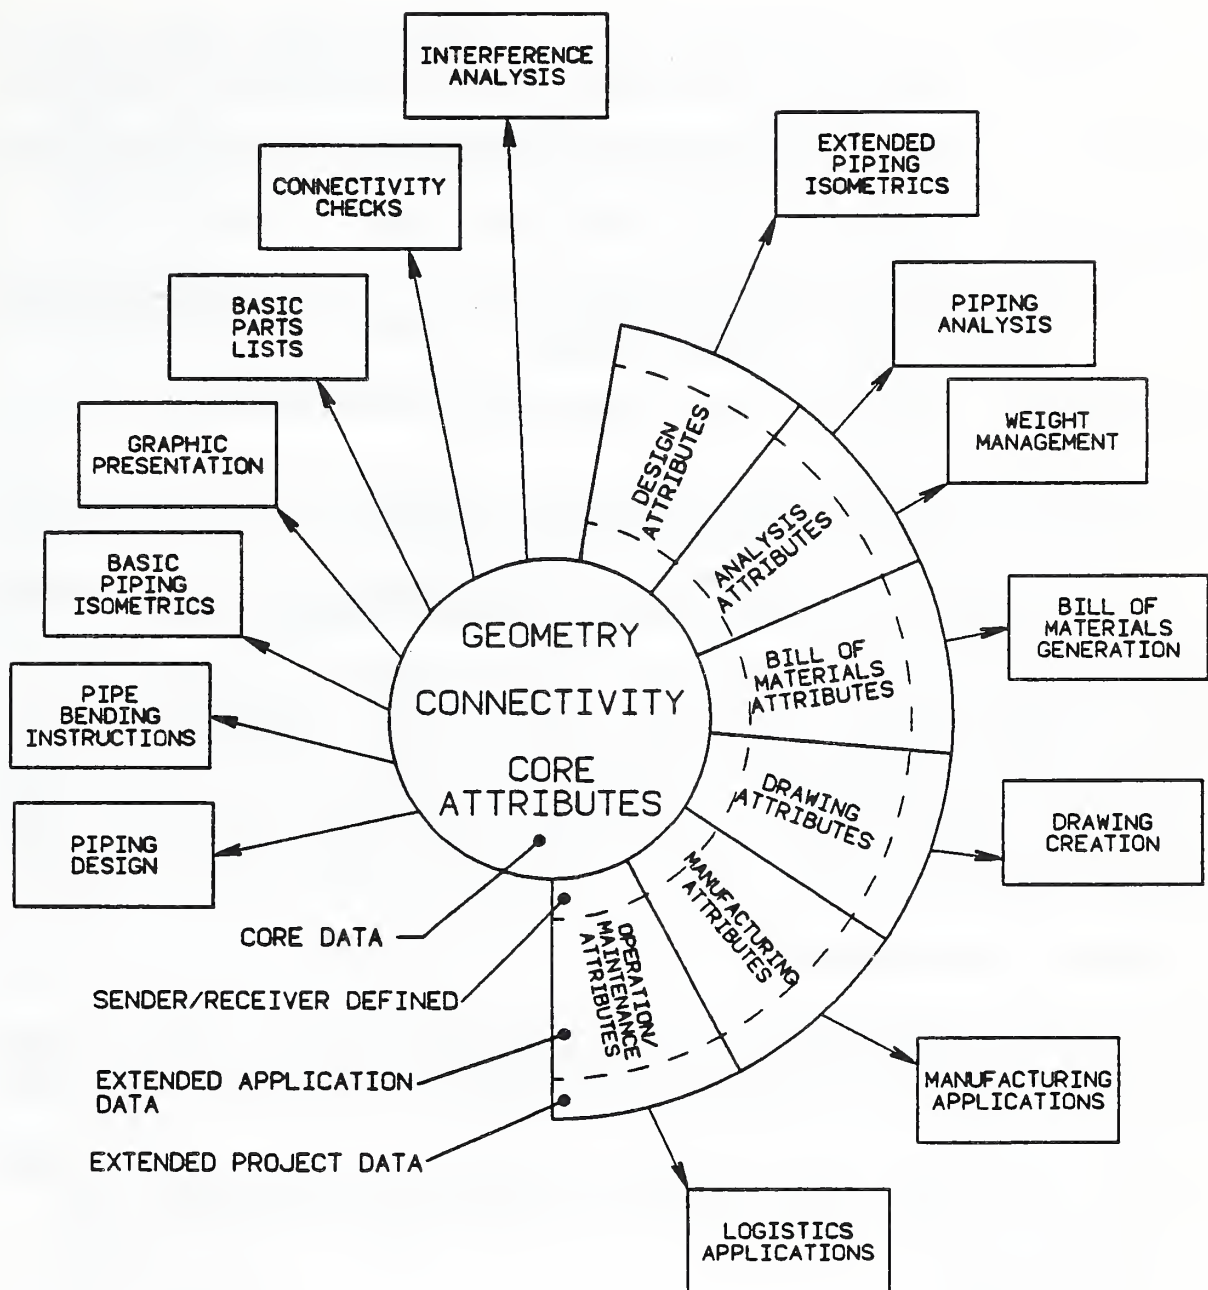 INTERFERENCE
ANALYSIS
EXTENDED
PIPING
ISOMETRICS
CONNECTIVITY
CHECKS
BASIC
PARTS
LISTS
PIPING
ANALYSIS
GRAPHIC
PRESENTATION
WEIGHT
MANAGEMENT
BASIC
PIPING
ISOMETRICS
PIPE
BENDING
INSTRUCTIONS
PIPING
DESIGN
GEOMETRY
CONNECTIVITY
CORE
ATTRIBUTES
DESIGN
ATTRIBUTES
ANALYSIS
ATTRIBUTES
BILL OF
MATERIALS
ATTRIBUTES
DRAWING
ATTRIBUTES
MANUFACTURING
ATTRIBUTES
OPERATION/
MAINTENANCE
ATTRIBUTES
BILL OF
MATERIALS
GENERATION
DRAWING
CREATION
MANUFACTURING
APPLICATIONS
LOGISTICS
APPLICATIONS
CORE DATA
SENDER/RECEIVER DEFINED
EXTENDED APPLICATION
DATA
EXTENDED PROJECT DATA